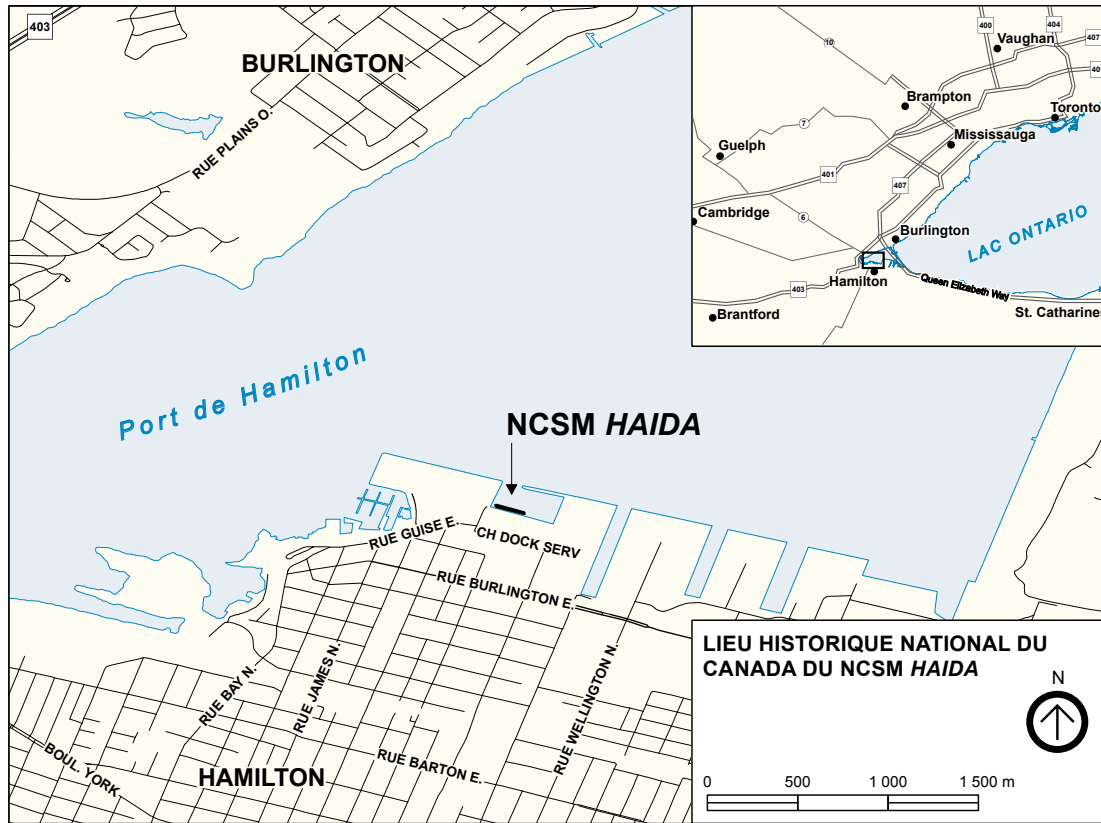 403
BURLINGTON
RUE PLAINS O.
Port de Hamilton
NCSM HAIDA
RUE GUISE E.
CH DOCK SERV
RUE BURLINGTON E.
RUE BAY N.
RUE JAMES N.
RUE WELLINGTON N.
RUE BARTON E.
BOUL. YORK
HAMILTON
10
400
404
407
Vaughan
401
Brampton
Toronto
7
Mississauga
Guelph
401
407
Cambridge
6
Burlington
LAC ONTARIO
Hamilton
Queen Elizabeth Way
403
St. Catharines
Brantford
LIEU HISTORIQUE NATIONAL DU
CANADA DU NCSM HAIDA
N
0 500 1 000 1500 m